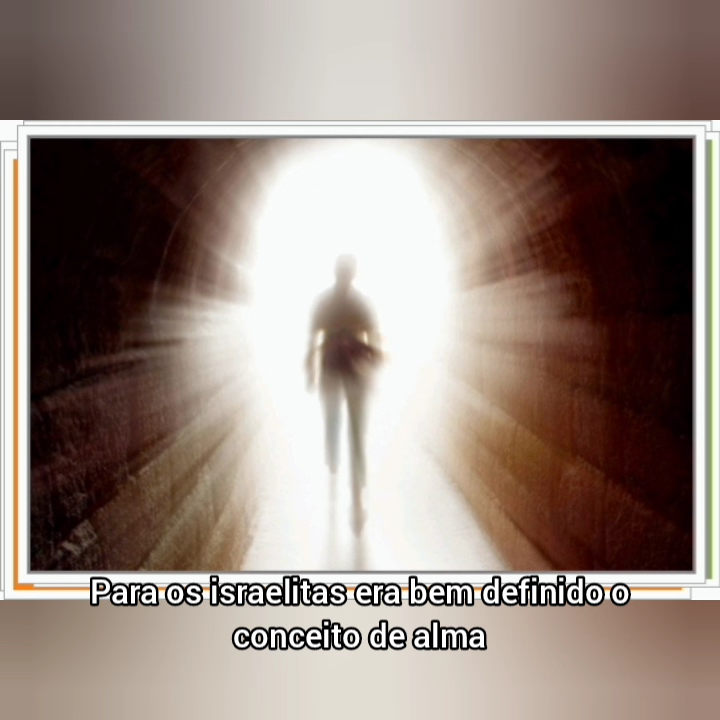 Para os israelitas era bem definido o
conceito de alma